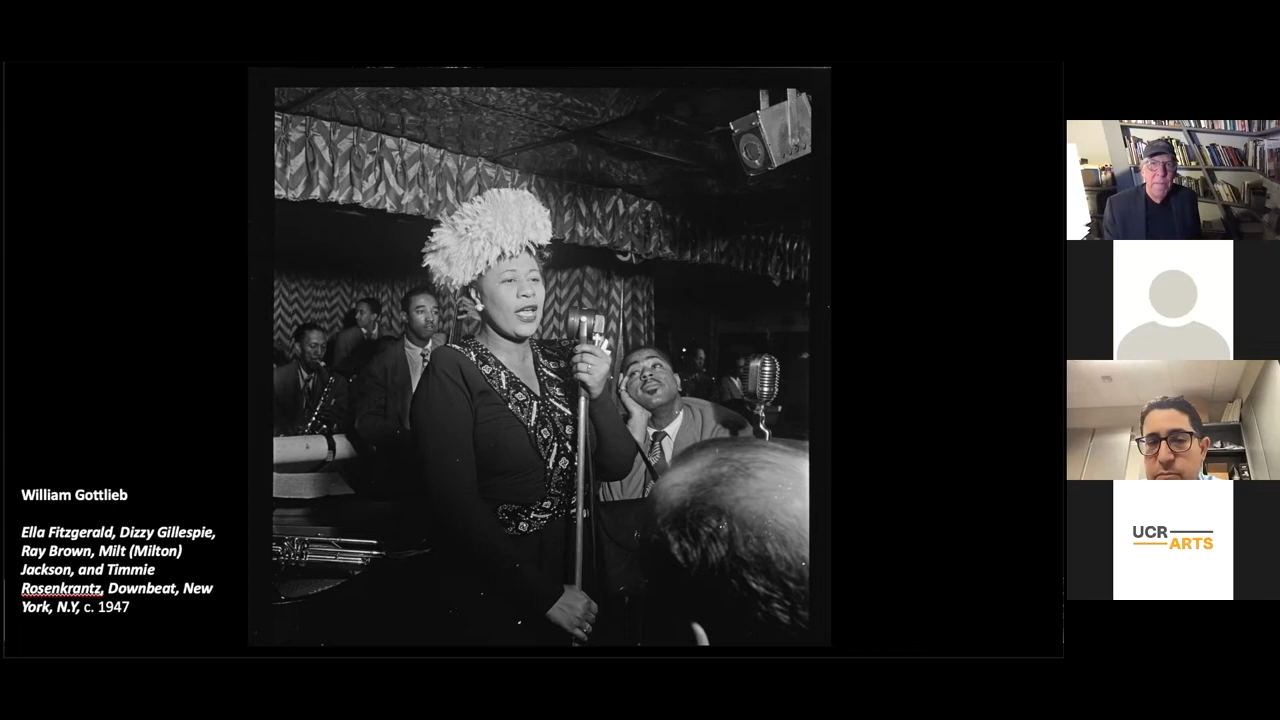 William Gottlieb
Ella Fitzgerald, Dizzy Gillespie,
Ray Brown, Milt (Milton)
Jackson, and Timmie
Rosenkrantz, Downbeat, New
York, N.Y, c. 1947
UCR
ARTS